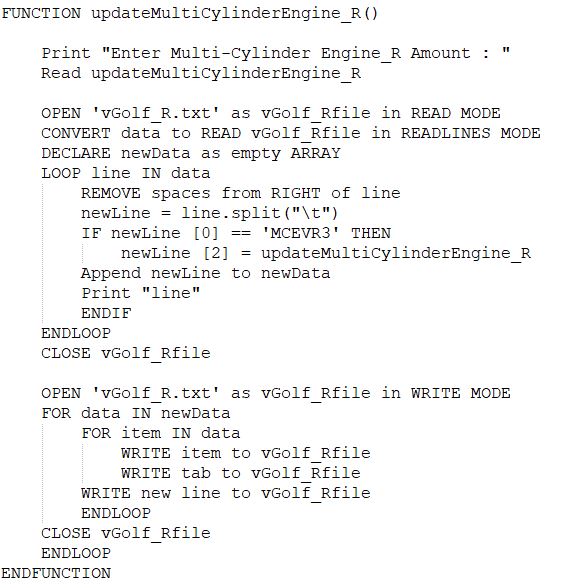 FUNCTION updateMultiCylinderEngine_R()
Print "Enter Multi-Cylinder Engine_R Amount : "
Read updateMultiCylinderEngine_R
OPEN 'vGolf_R.txt' as vGolf_Rfile in READ MODE
CONVERT data to READ vGolf_Rfile in READLINES MODE
DECLARE newData as empty ARRAY
LOOP line IN data
REMOVE spaces from RIGHT of line
newLine = line.split("\t")
IF newLine [0] == 'MCEVR3' THEN
newLine [2] = updateMultiCylinderEngine_R
Append newLine to newData
Print "line"
ENDIF
ENDLOOP
CLOSE vGolf_Rfile
OPEN 'vGolf_R.txt' as vGolf_Rfile in WRITE MODE
FOR data IN newData
FOR item IN data
WRITE item to vGolf_Rfile
WRITE tab to vGolf_Rfile
WRITE new line to vGolf_Rfile
ENDLOOP
CLOSE vGolf_Rfile
ENDLOOP
ENDFUNCTION